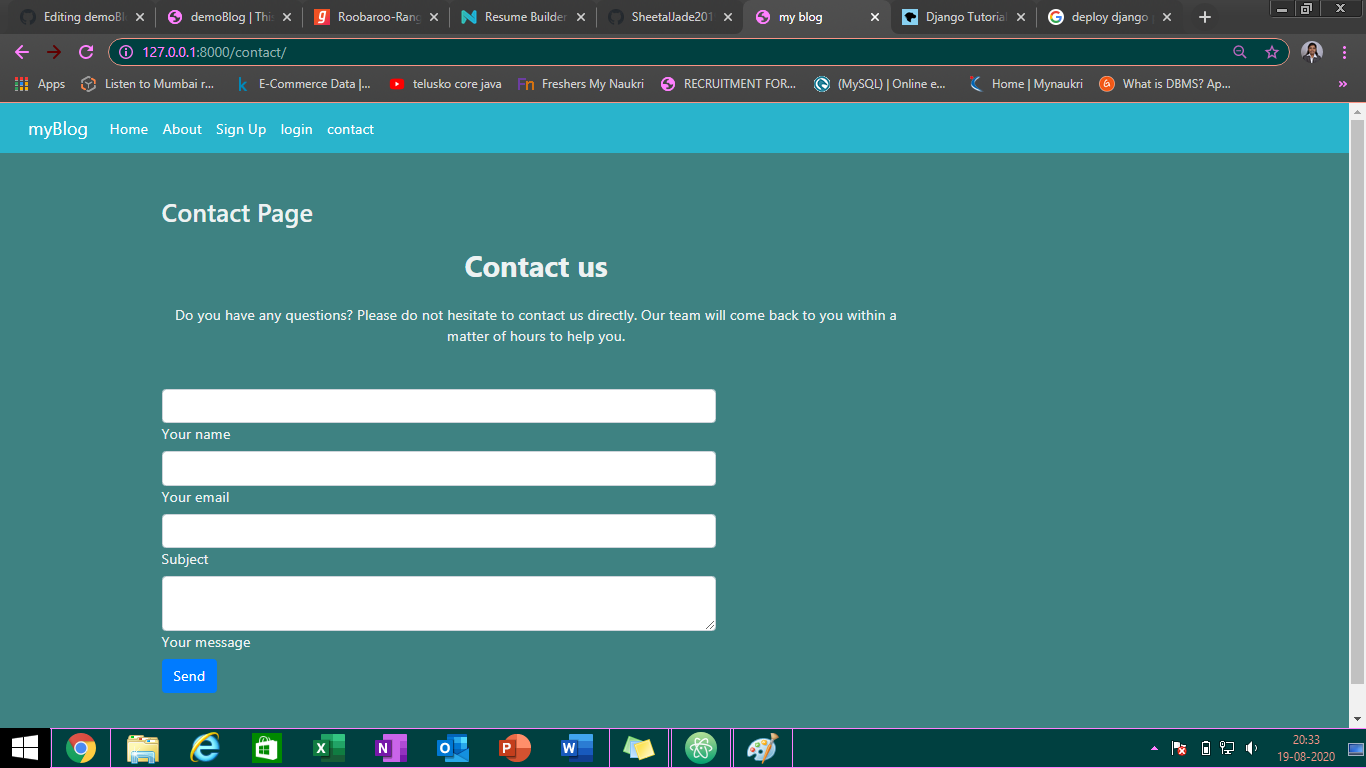 Editing demoBl
demoBlog | This
Roobaroo-Rang
Resume Builder
SheetalJade201
my blog
Django Tutorial
deploy django p
127.0.0.1:8000/contact/
Apps
Listen to Mumbai r...
E-Commerce Data |...
telusko core java
Freshers My Naukri
RECRUITMENT FOR...
(MySQL) | Online e...
Home | Mynaukri
What is DBMS? Ap...
»
myBlog Home About Sign Up login contact
Contact Page
Contact us
Do you have any questions? Please do not hesitate to contact us directly. Our team will come back to you within a
matter of hours to help you.
Your name
Your email
Subject
Your message
Send
20:33
19-08-2020